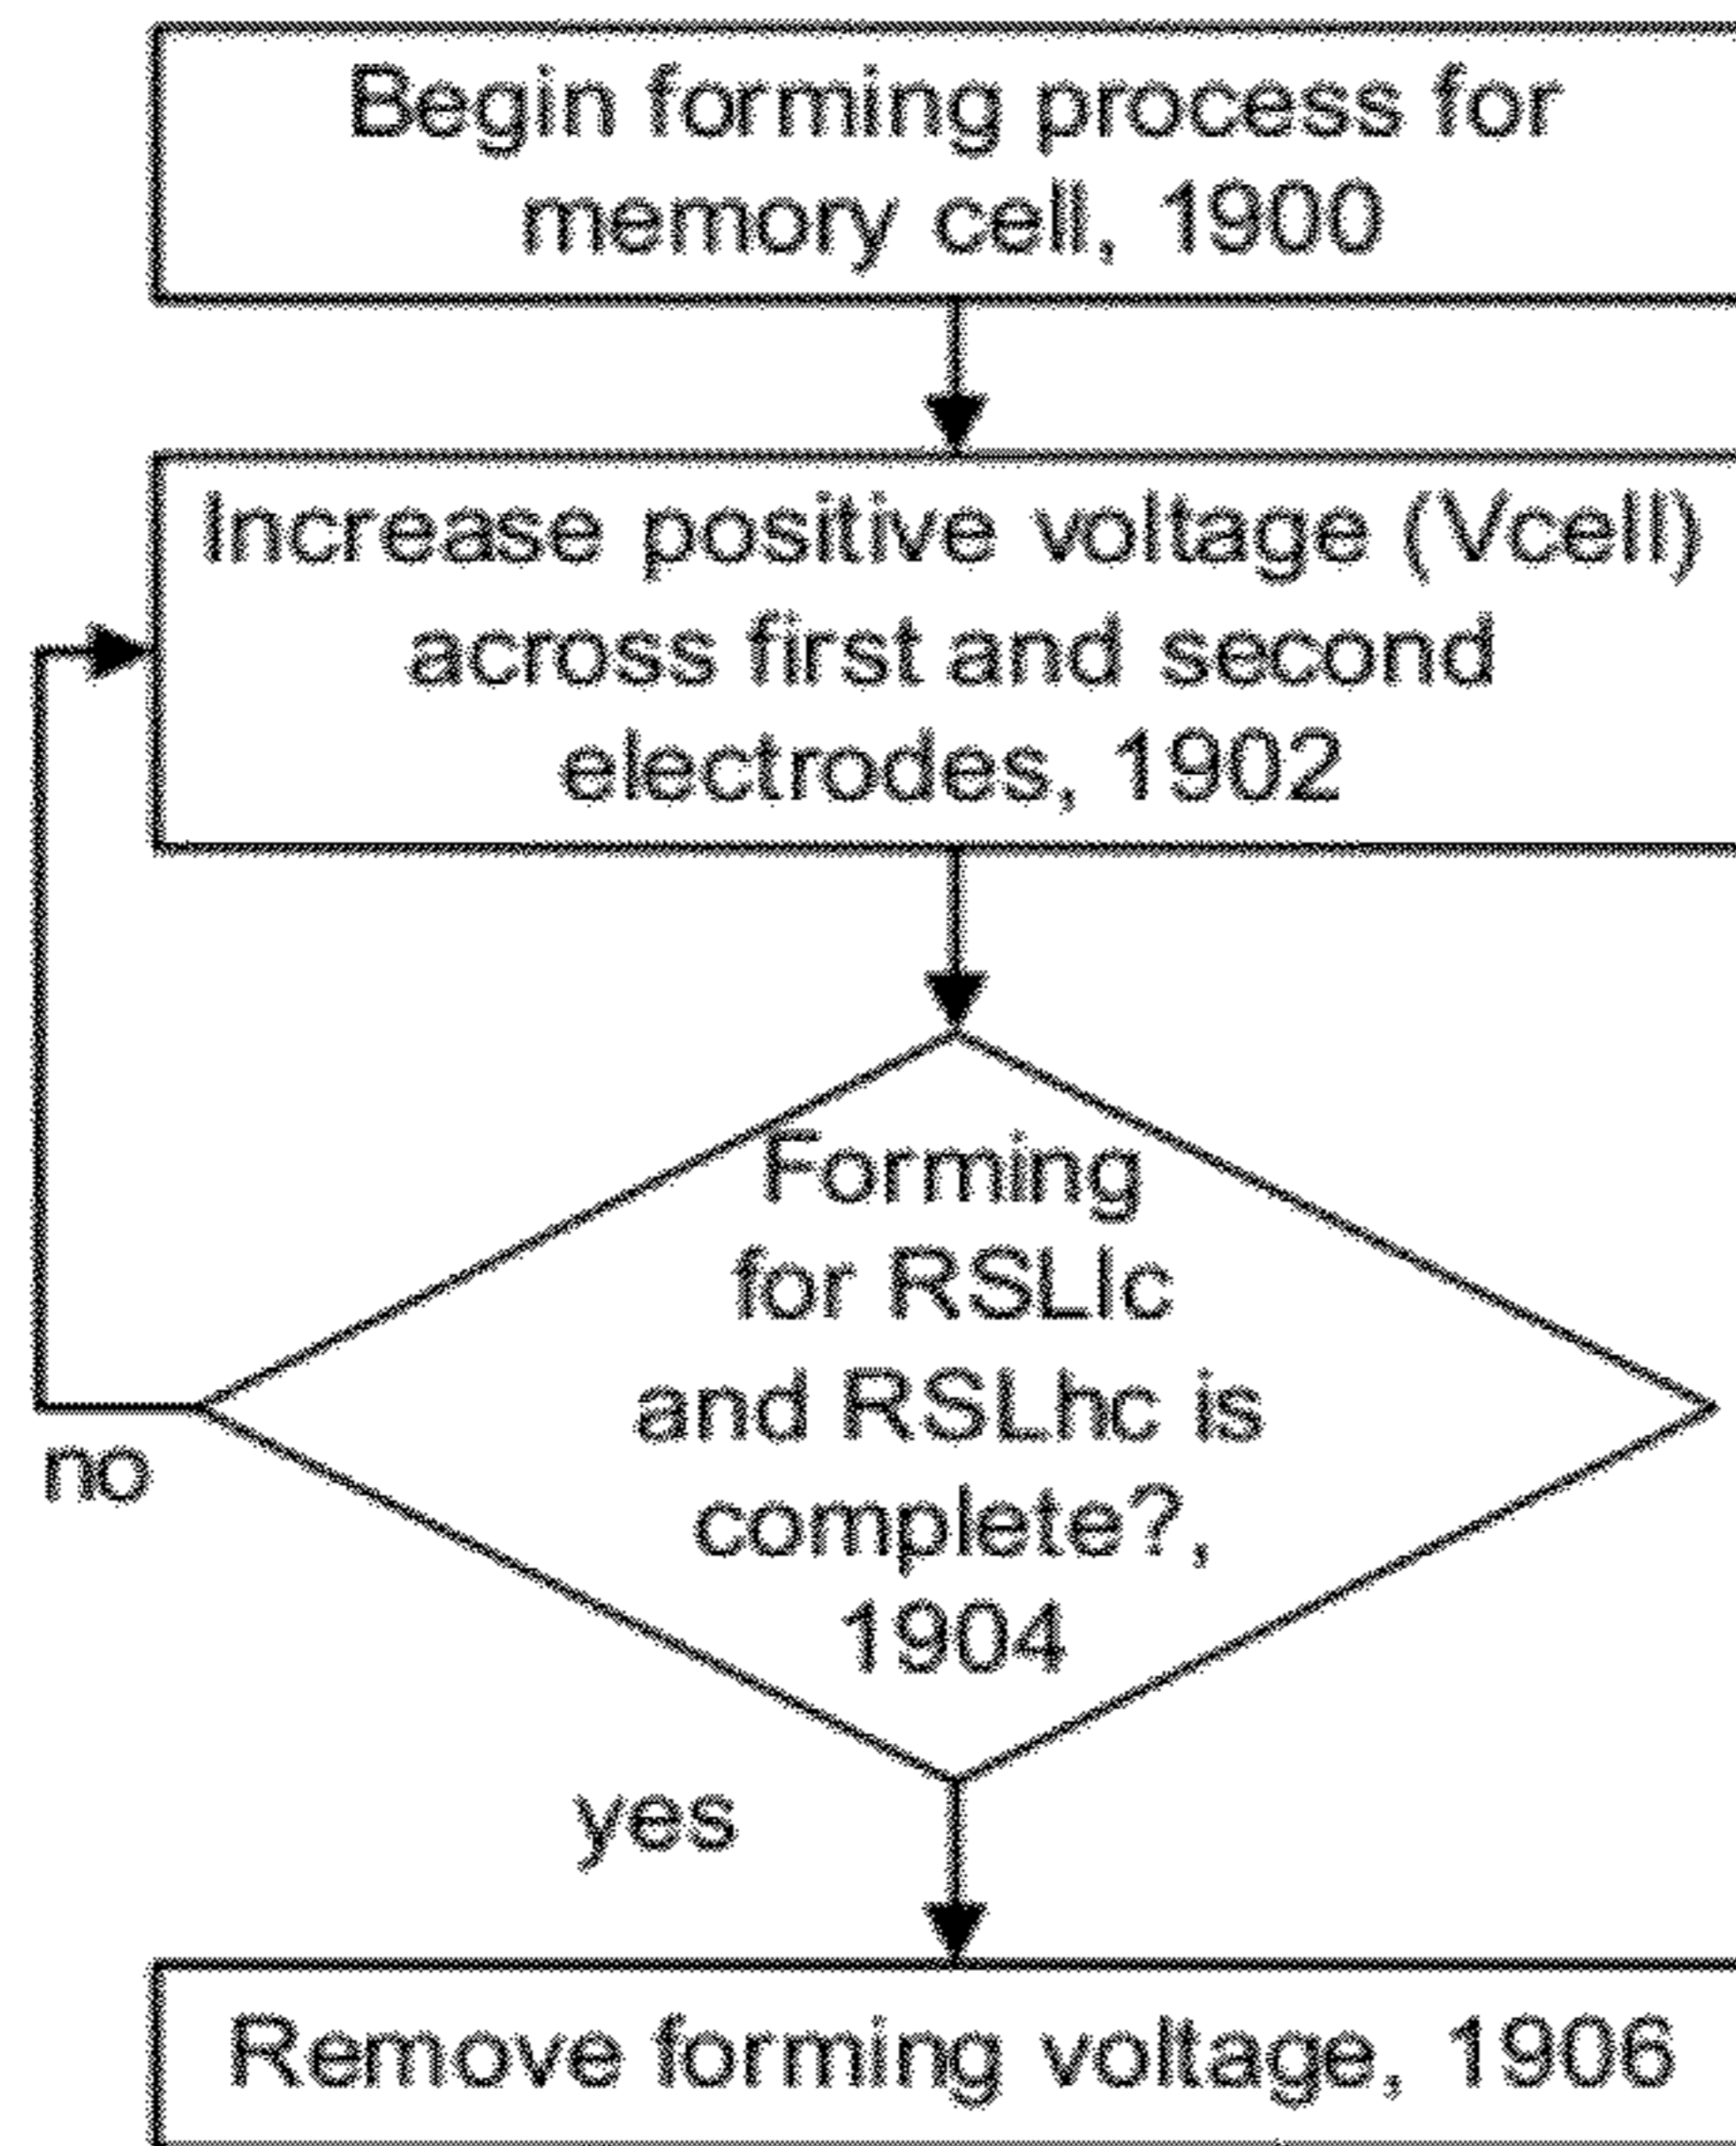 Begin forming process for
memory cell, 1900
Increase positive voltage (Vcell)
across first and second
electrodes, 1902
Forming
for RSLlc
and RSLhc is
complete?,
1904
no
yes
Remove forming voltage, 1906